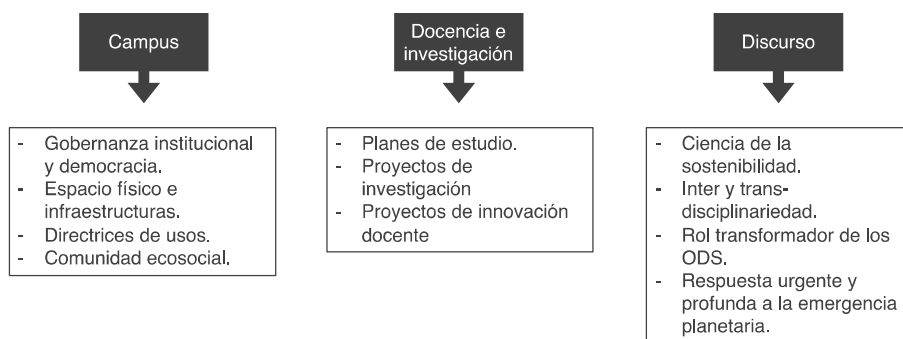 Campus
- Gobernanza institucional
y democracia.
- Espacio físico e
infraestructuras.
- Directrices de usos.
- Comunidad ecosocial.
Docencia e
investigación
- Planes de estudio.
- Proyectos de
investigación
- Proyectos de innovación
docente
Discurso
- Ciencia de la
sostenibilidad.
- Inter y trans-
disciplinariedad.
- Rol transformador de los
ODS.
- Respuesta urgente y
profunda a la emergencia
planetaria.